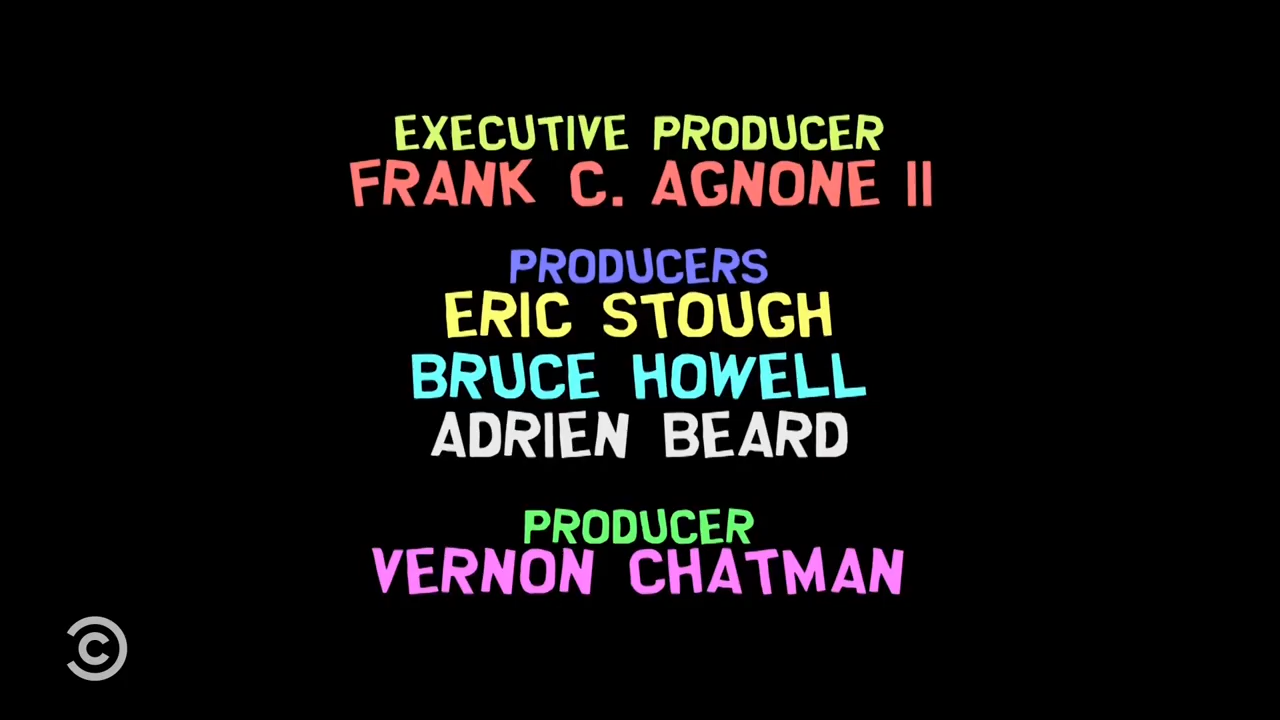 EXECUTIVE PRODUCER
FRANK C. AGNONE II
PRODUCERS
ERIC STOUGH
BRUCE HOWELL
ADRIEN BEARD
PRODUCER
VERNON CHATMAN